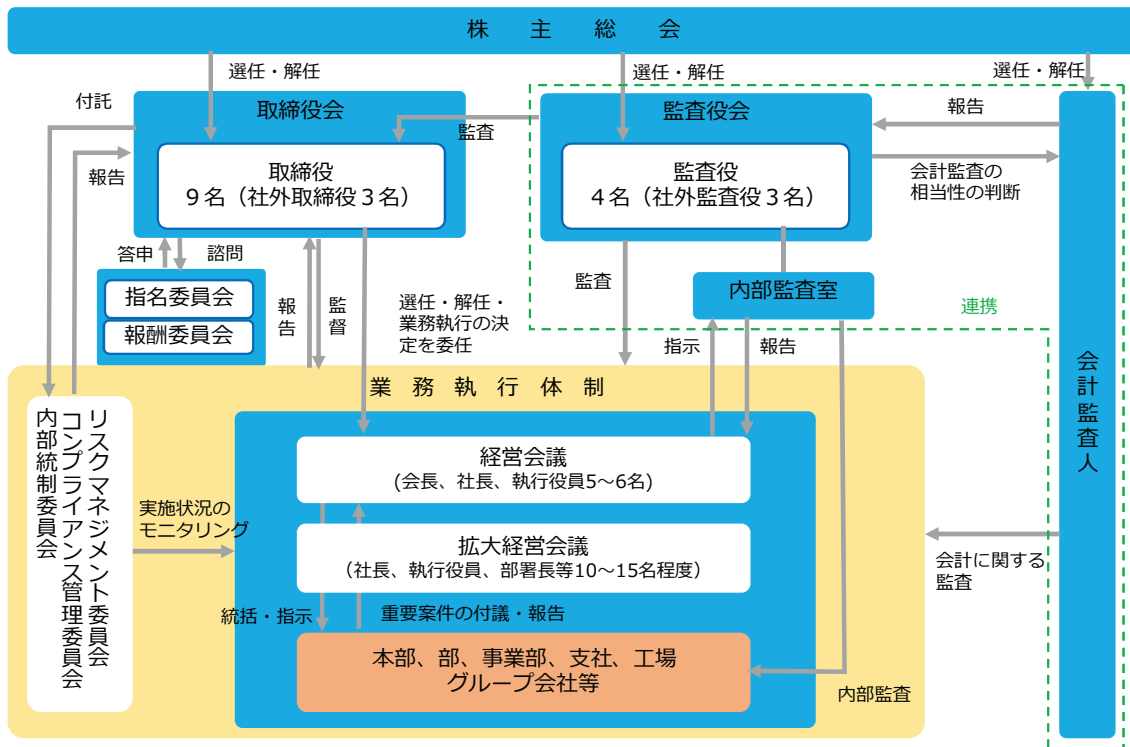 株主総会
選任・解任
選任・解任
選任・解任
付託
取締役会
監査
監査役会
報告
報告
取締役
9名（社外取締役3名）
監査役
4名（社外監査役3名）
会計監査の
相当性の判断
答申
諮問
指名委員会
報酬委員会
報告
監督
選任・解任・
業務執行の決
定を委任
監査
内部監査室
連携
指示
報告
会計監査人
業務執行体制
リスクマネジメント委員会
コンプライアンス管理委員会
内部統制委員会
経営会議
(会長、社長、執行役員5～6名)
実施状況の
モニタリング
拡大経営会議
（社長、執行役員、部署長等10～15名程度）
会計に関する
監査
統括・指示
重要案件の付議・報告
本部、部、事業部、支社、工場
グループ会社等
内部監査